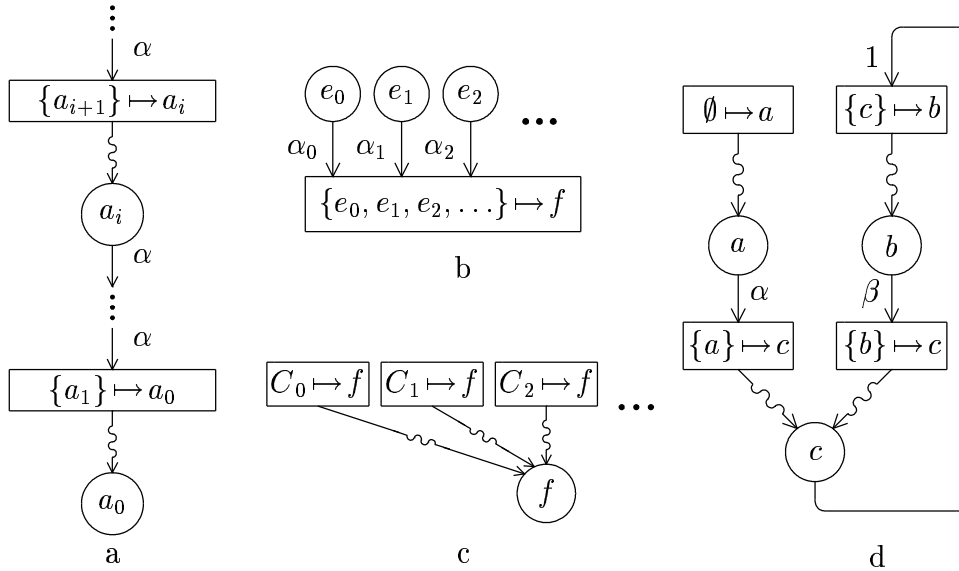 ⋮
α
{a_{i+1}} ↦ a_i
a_i
α
⋮
α
{a_1} ↦ a_0
a_0
a
e_0 e_1 e_2 ...
α_0 α_1 α_2
{e_0, e_1, e_2, ...} ↦ f
b
C_0 ↦ f C_1 ↦ f C_2 ↦ f ...
f
c
1
∅ ↦ a {c} ↦ b
a b
α β
{a} ↦ c {b} ↦ c
c
d